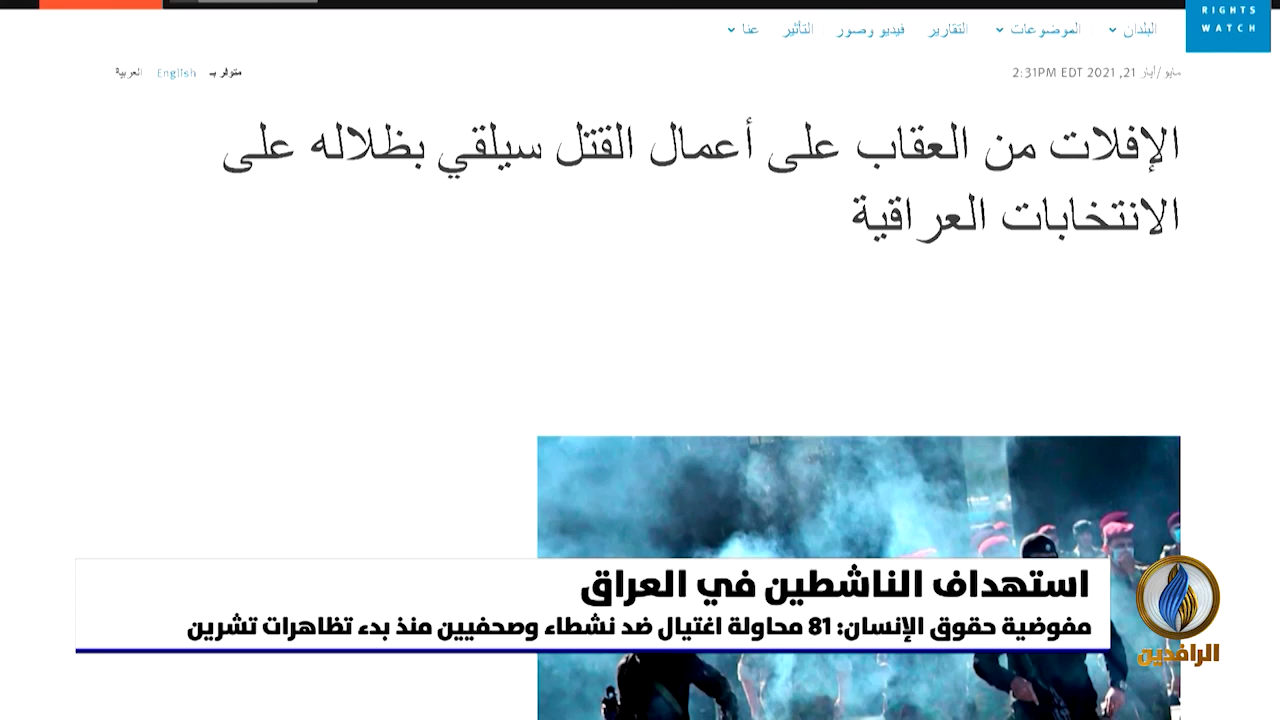 RIGHTS
WATCH
البلدان الموضوعات التقارير فيديو وصور التأثير عنا
مايو/أيار 21, 2021 2:31PM EDT
متوفر بـ English العربية
الإفلات من العقاب على أعمال القتل سيلقي بظلاله على
الانتخابات العراقية
استهداف الناشطين في العراق
مفوضية حقوق الإنسان: 81 محاولة اغتيال ضد نشطاء وصحفيين منذ بدء تظاهرات تشرين
الرافدين